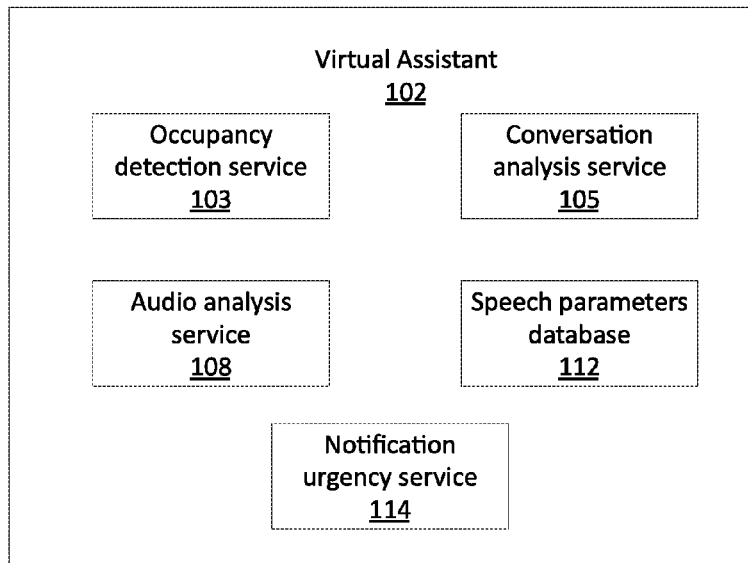 Virtual Assistant
102
Occupancy
detection service
103
Conversation
analysis service
105
Audio analysis
service
108
Speech parameters
database
112
Notification
urgency service
114